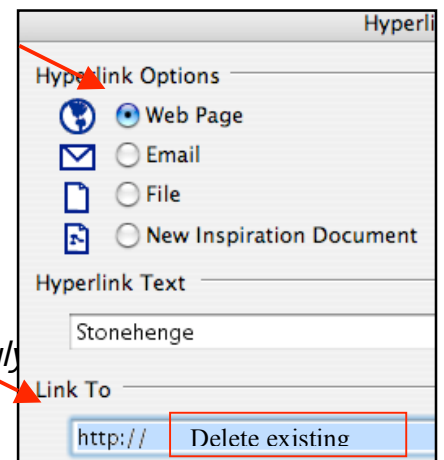 Hyperli
Hyperlink Options
Web Page
Email
File
New Inspiration Document
Hyperlink Text
Stonehenge
Link To
http:// Delete existing